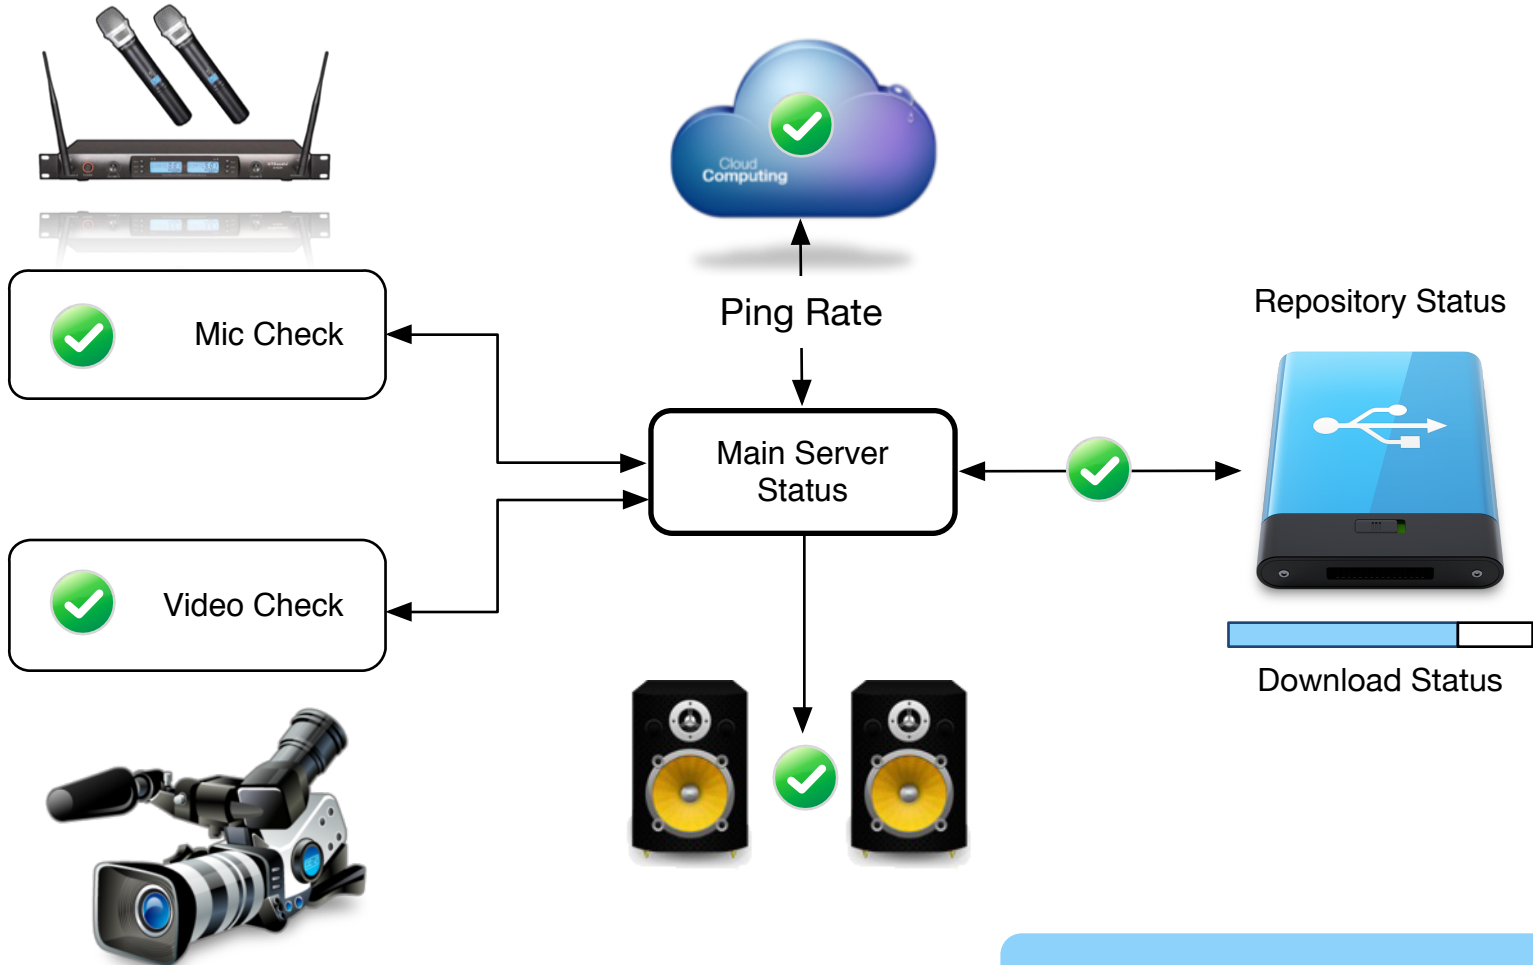 Cloud
Computing
Ping Rate
Repository Status
Mic Check
Main Server
Status
Video Check
Download Status